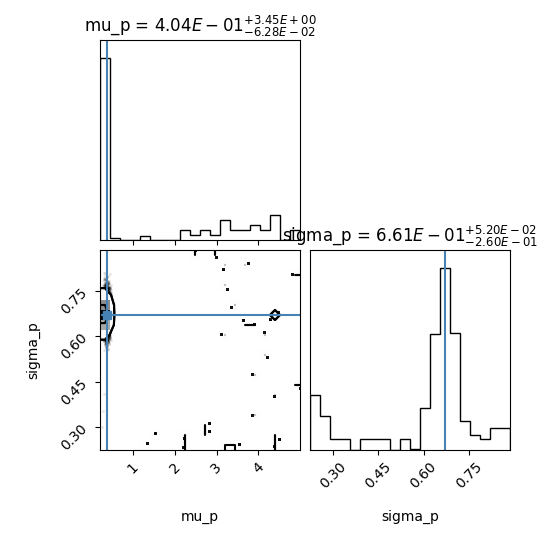 mu_p = 4.04E − 01+3.45E+00−6.28E−02
sigma_p = 6.61E − 01+5.20E−02−2.60E−01
0.75
0.60
0.45
0.30
sigma_p
1 2 3 4
0.30 0.45 0.60 0.75
mu_p
sigma_p